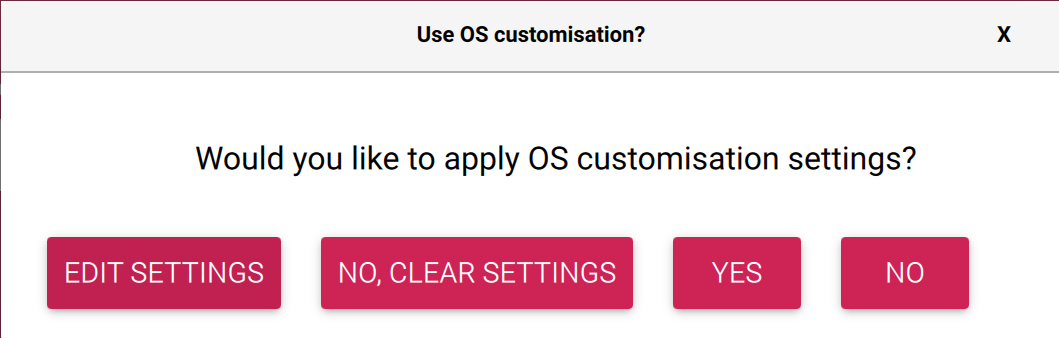 Use OS customisation? X
Would you like to apply OS customisation settings?
EDIT SETTINGS NO, CLEAR SETTINGS YES NO